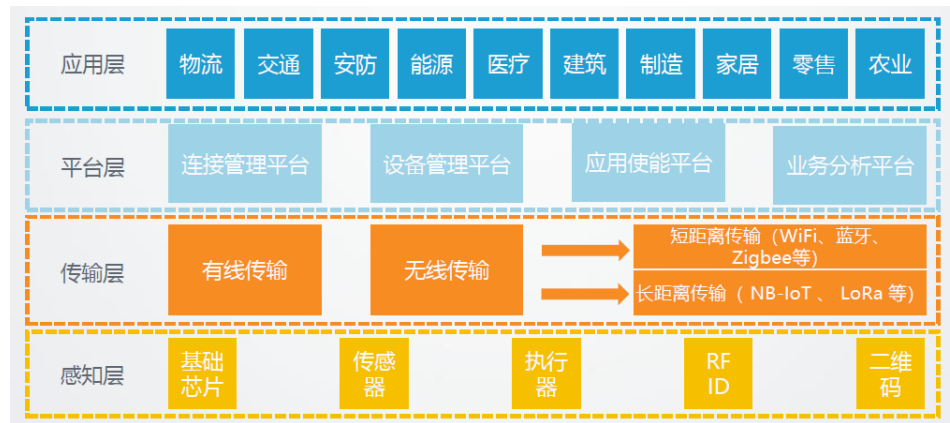 应用层
物流
交通
安防
能源
医疗
建筑
制造
家居
零售
农业
平台层
连接管理平台
设备管理平台
应用使能平台
业务分析平台
传输层
有线传输
无线传输
短距离传输（WiFi、蓝牙、
Zigbee等）
长距离传输（ NB-IoT 、 LoRa 等）
感知层
基础
芯片
传感
器
执行
器
RF
ID
二维
码